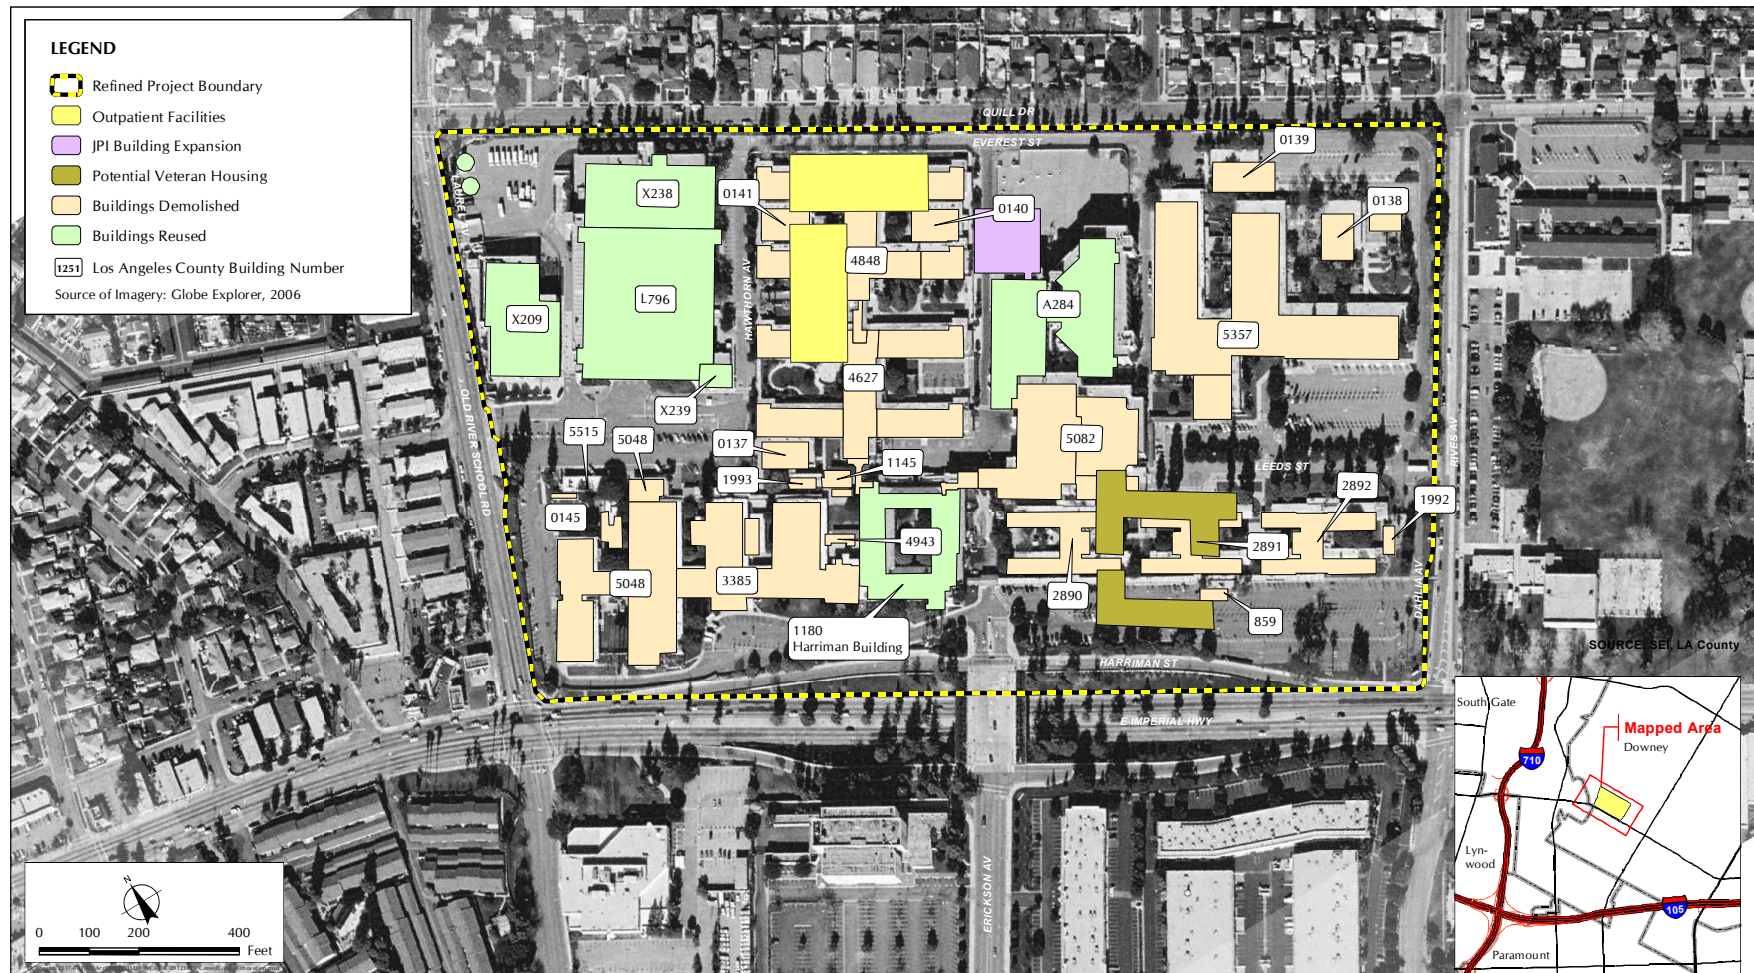 LEGEND
Refined Project Boundary
Outpatient Facilities
JPI Building Expansion
Potential Veteran Housing
Buildings Demolished
Buildings Reused
1251 Los Angeles County Building Number
Source of Imagery: Globe Explorer, 2006
QUILL DR
EVEREST ST
0139
X238
0141
0140
0138
HAWTHORN AV
4848
L796
A284
X209
5357
4627
X239
OLD RIVER SCHOOL RD
5515
5048
0137
5082
1145
RIVES AV
LEEDS ST
1993
2892
1992
0145
4943
2891
5048
3385
2890
DAHLIA AV
859
1180
Harriman Building
SOURCE: SEI, LA County
HARRIMAN ST
E IMPERIAL HWY
ERICKSON AV
South Gate
Mapped Area
Downey
710
Lyn-
wood
105
Paramount
N
0 100 200 400
Feet